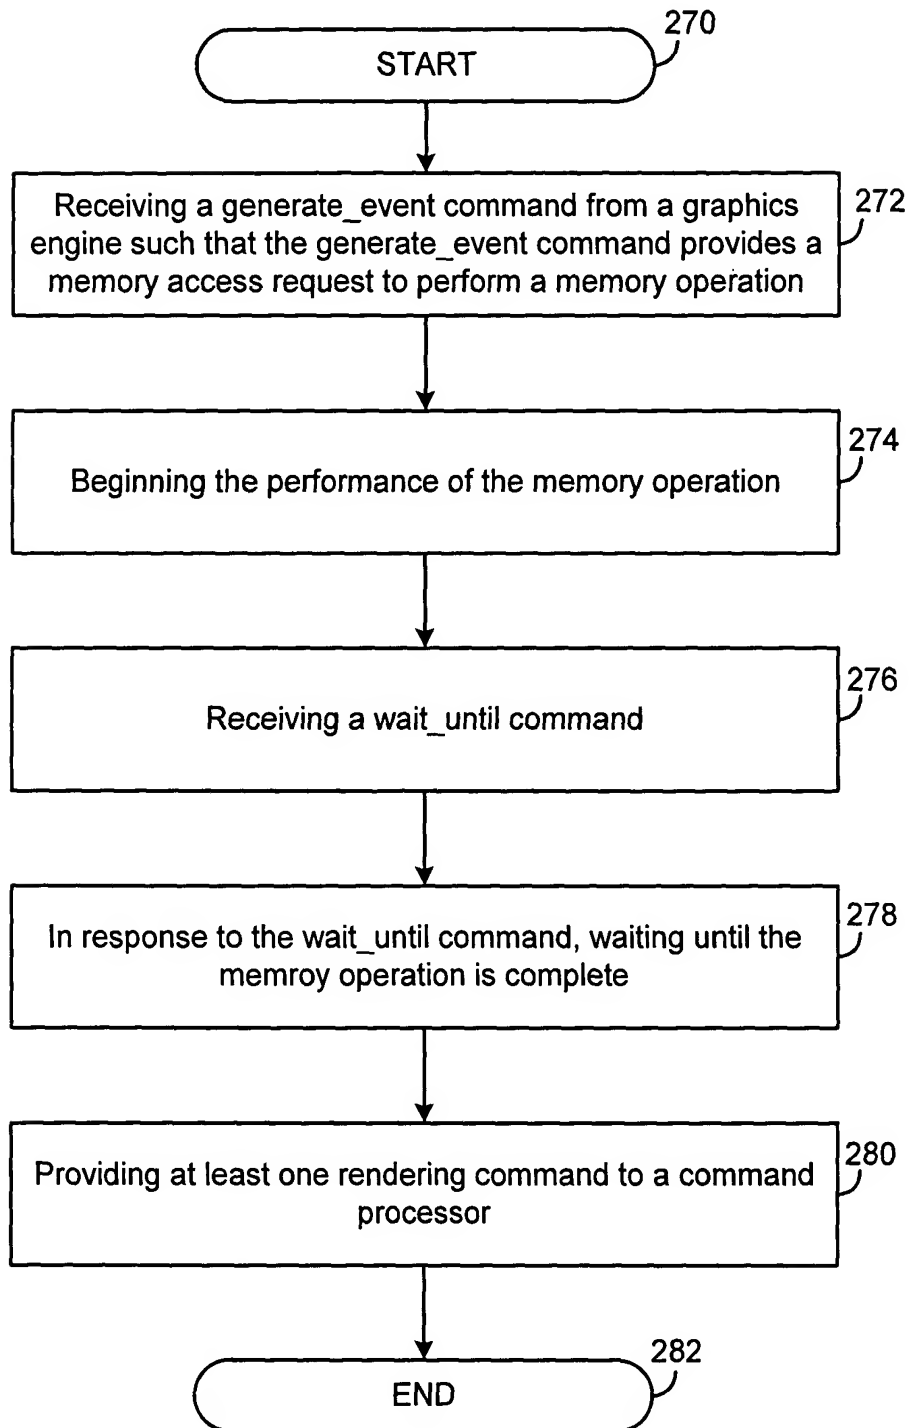 270
START
272
Receiving a generate_event command from a graphics
engine such that the generate_event command provides a
memory access request to perform a memory operation
274
Beginning the performance of the memory operation
276
Receiving a wait_until command
278
In response to the wait_until command, waiting until the
memroy operation is complete
280
Providing at least one rendering command to a command
processor
282
END